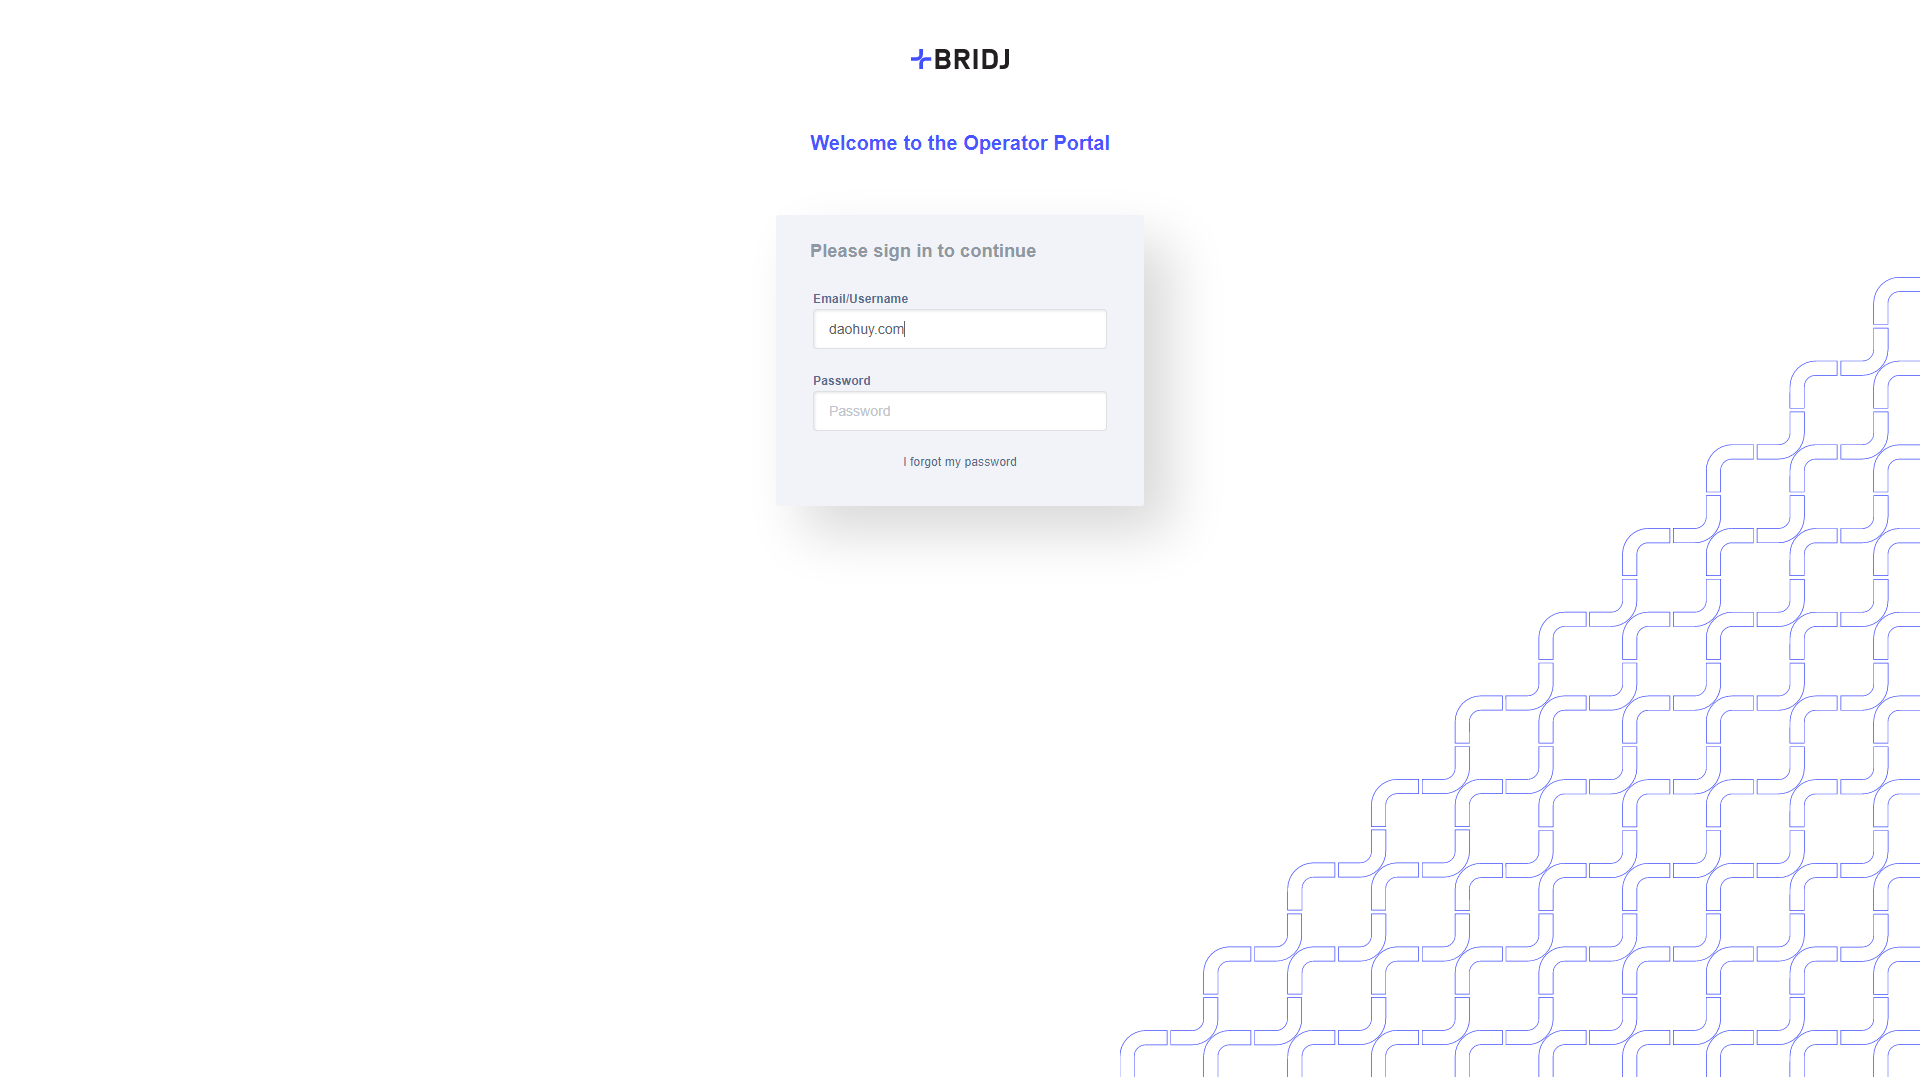 BRIDJ
Welcome to the Operator Portal
Please sign in to continue
Email/Username
daohuy.com
Password
Password
I forgot my password